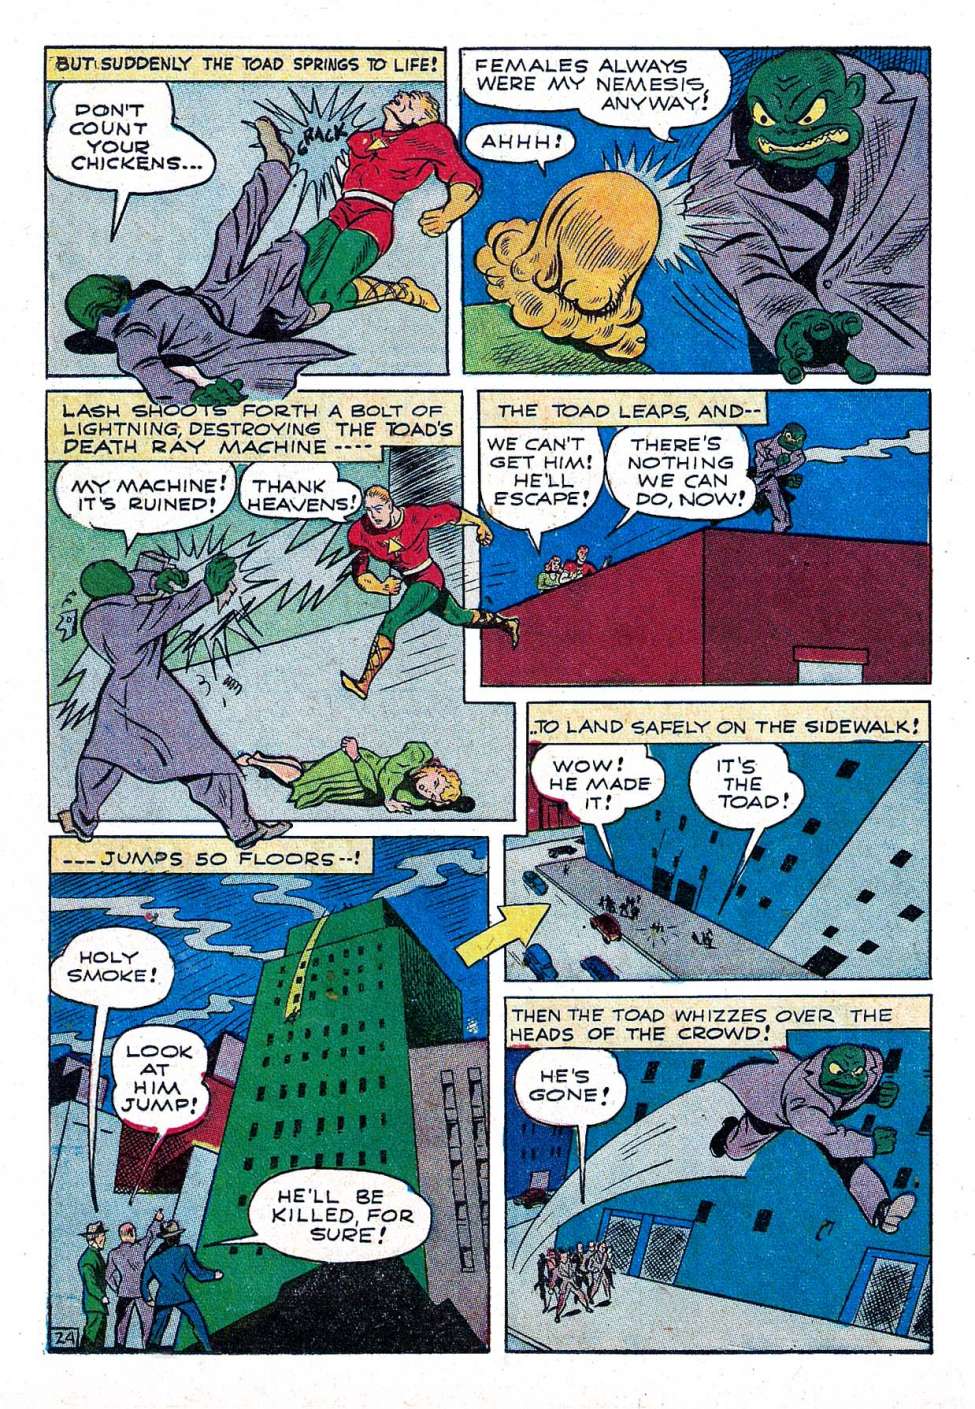 BUT SUDDENLY THE TOAD SPRINGS TO LIFE!
DON'T
COUNT
YOUR
CHICKENS...
CRACK
FEMALES ALWAYS
WERE MY NEMESIS,
ANYWAY!
AHHH!
LASH SHOOTS FORTH A BOLT OF
LIGHTNING, DESTROYING THE TOAD'S
DEATH RAY MACHINE ----
MY MACHINE!
IT'S RUINED!
THANK
HEAVENS!
THE TOAD LEAPS, AND--
WE CAN'T
GET HIM!
HE'LL
ESCAPE!
THERE'S
NOTHING
WE CAN
DO, NOW!
---JUMPS 50 FLOORS--!
HOLY
SMOKE!
LOOK
AT
HIM
JUMP!
HE'LL BE
KILLED, FOR
SURE!
24
..TO LAND SAFELY ON THE SIDEWALK!
WOW!
HE MADE
IT!
IT'S
THE
TOAD!
THEN THE TOAD WHIZZES OVER THE
HEADS OF THE CROWD!
HE'S
GONE!